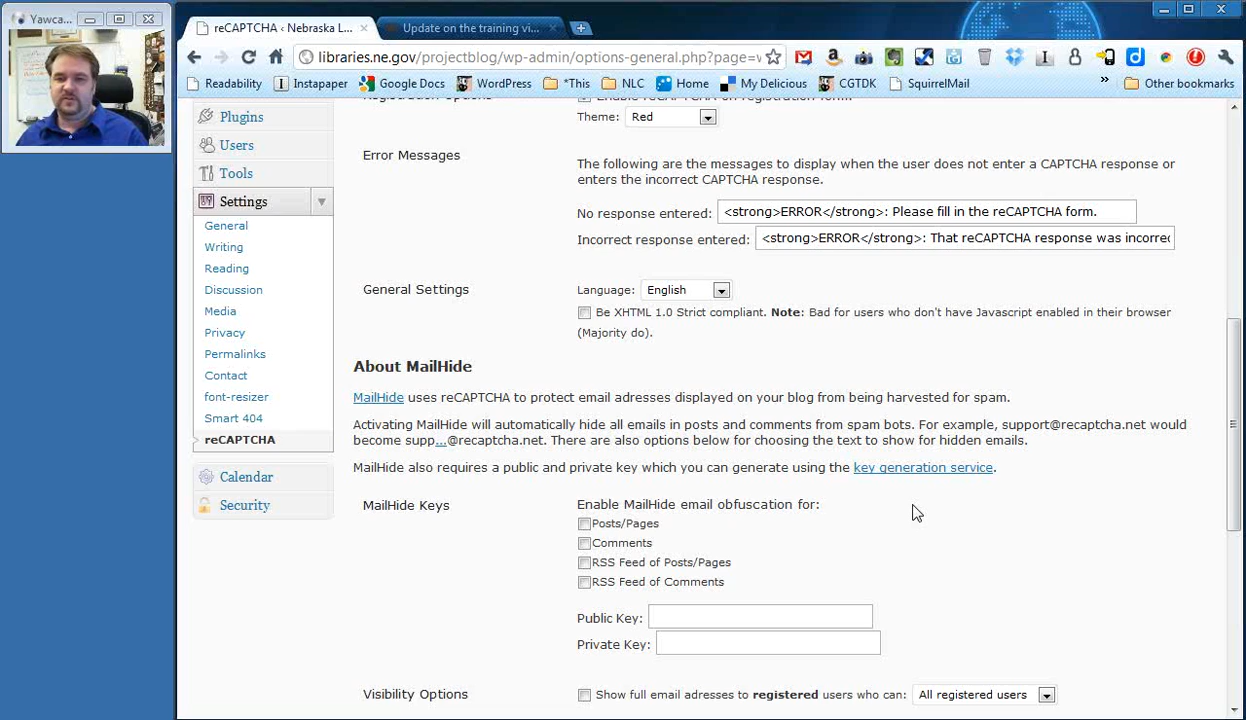 Yawca...
reCAPTCHA ‹ Nebraska L...
Update on the training vi...
libraries.ne.gov/projectblog/wp-admin/options-general.php?page=
Readability
Instapaper
Google Docs
WordPress
*This
NLC
Home
My Delicious
CGTDK
SquirrelMail
»
Other bookmarks
Plugins
Users
Tools
Settings
General
Writing
Reading
Discussion
Media
Privacy
Permalinks
Contact
font-resizer
Smart 404
reCAPTCHA
Calendar
Security
Registration Options
Enable reCAPTCHA on registration form.
Theme: Red
Error Messages
The following are the messages to display when the user does not enter a CAPTCHA response or
enters the incorrect CAPTCHA response.
No response entered: <strong>ERROR</strong>: Please fill in the reCAPTCHA form.
Incorrect response entered: <strong>ERROR</strong>: That reCAPTCHA response was incorrec
General Settings
Language: English
Be XHTML 1.0 Strict compliant. Note: Bad for users who don't have Javascript enabled in their browser
(Majority do).
About MailHide
MailHide uses reCAPTCHA to protect email adresses displayed on your blog from being harvested for spam.
Activating MailHide will automatically hide all emails in posts and comments from spam bots. For example, support@recaptcha.net would
become supp...@recaptcha.net. There are also options below for choosing the text to show for hidden emails.
MailHide also requires a public and private key which you can generate using the key generation service.
MailHide Keys
Enable MailHide email obfuscation for:
Posts/Pages
Comments
RSS Feed of Posts/Pages
RSS Feed of Comments
Public Key:
Private Key:
Visibility Options
Show full email adresses to registered users who can: All registered users